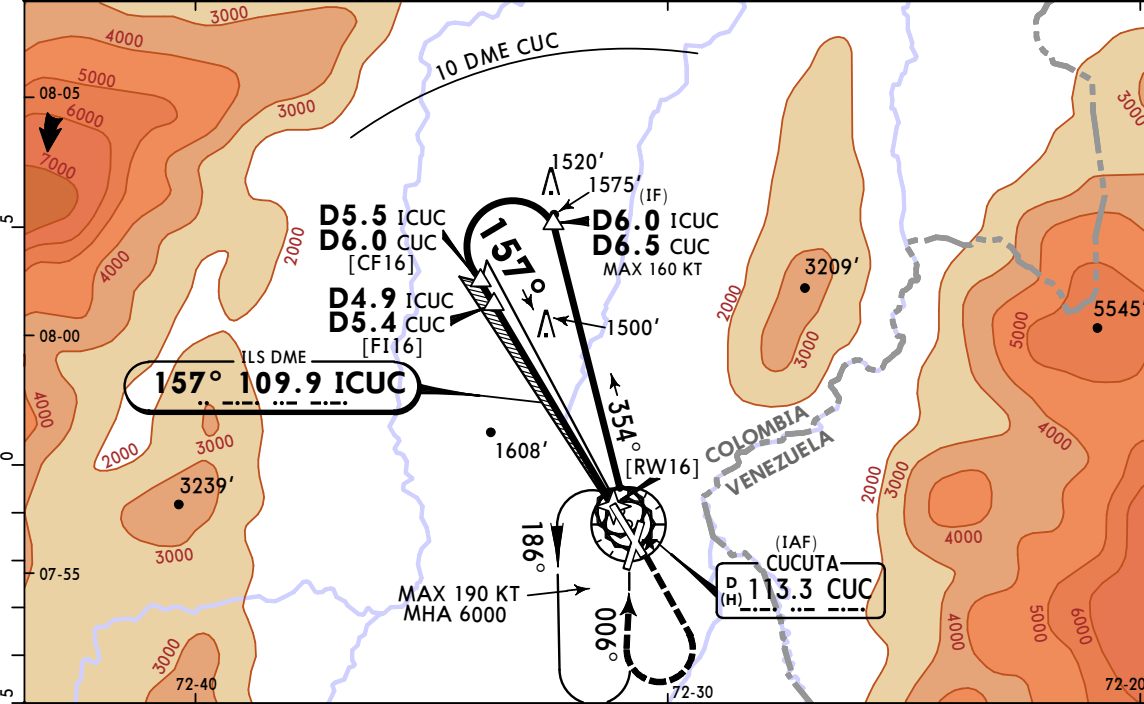 3000
4000
5000
6000
7000
08-05
3000
10 DME CUC
3000
1520'
1575'
(IF)
D6.0 ICUC
D6.5 CUC
MAX 160 KT
D5.5 ICUC
D6.0 CUC
[CF16]
157°
5
2000
4000
3209'
2000
3000
5545'
5000
D4.9 ICUC
D5.4 CUC
[FI16]
1500'
08-00
ILS DME
157° 109.9 ICUC
4000
3000
2000
1608'
354°
[RW16]
COLOMBIA
VENEZUELA
4000
2000
3000
0
3239'
3000
186°
4000
07-55
MAX 190 KT
MHA 6000
006°
(IAF)
CUCUTA
D
(H)
113.3 CUC
4000
5000
6000
3000
72-40
72-30
72-20
5